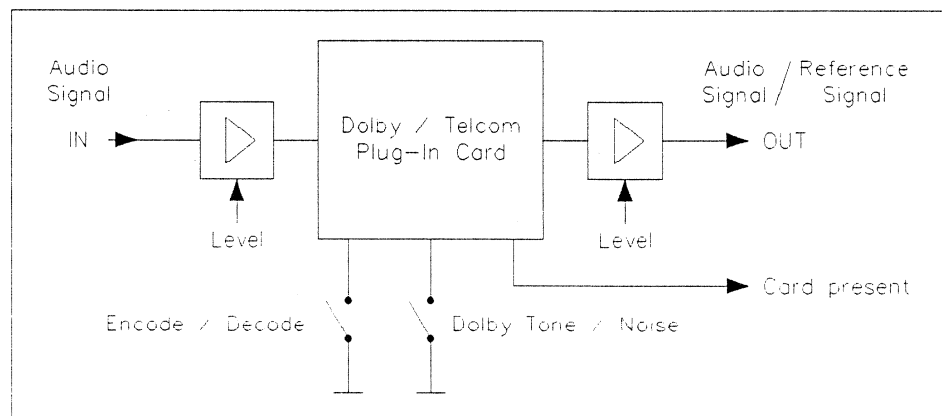 Audio
Signal
IN
Level
Dolby / Telcom
Plug-In Card
Audio / Reference
Signal / Signal
OUT
Level
Card present
Encode / Decode
Dolby Tone / Noise